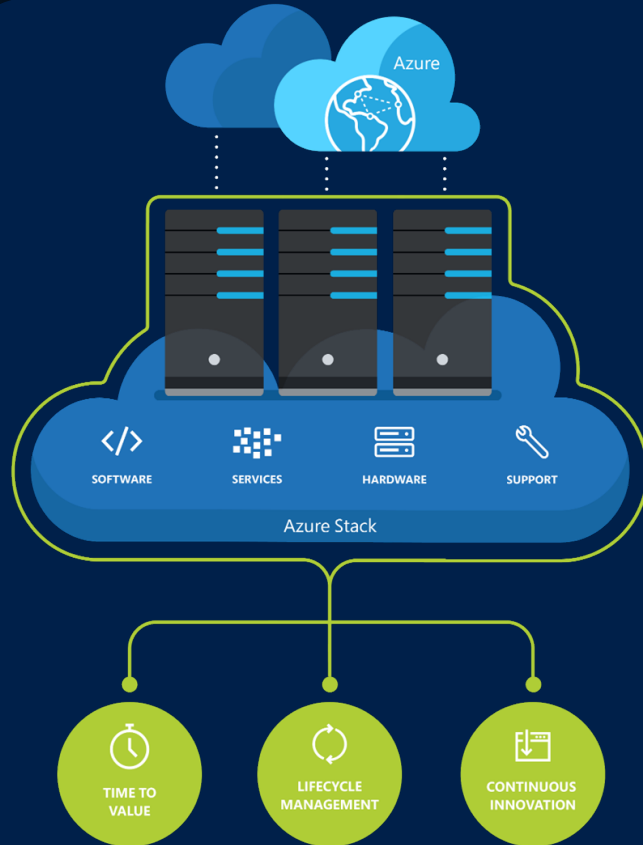 Azure
SOFTWARE
SERVICES
HARDWARE
SUPPORT
Azure Stack
TIME TO
VALUE
LIFECYCLE
MANAGEMENT
CONTINUOUS
INNOVATION